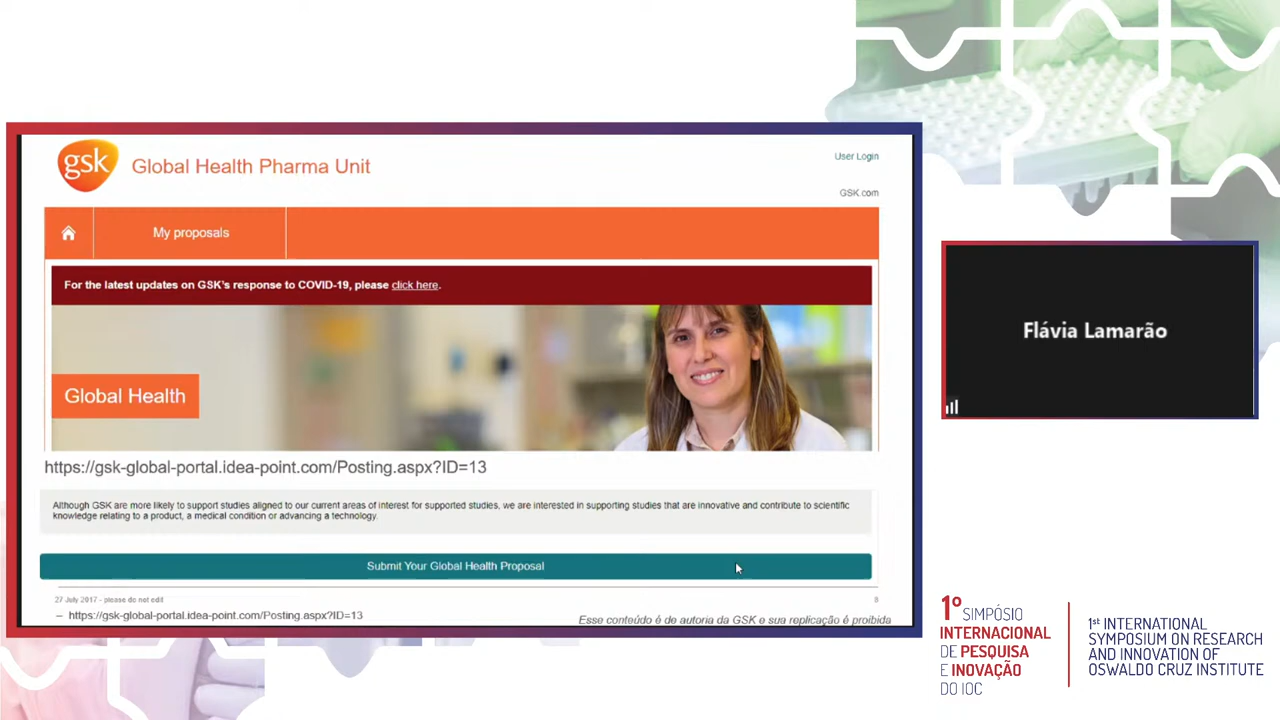 gsk
Global Health Pharma Unit
User Login
GSK.com
My proposals
For the latest updates on GSK's response to COVID-19, please click here.
Global Health
https://gsk-global-portal.idea-point.com/Posting.aspx?ID=13
Although GSK are more likely to support studies aligned to our current areas of interest for supported studies, we are interested in supporting studies that are innovative and contribute to scientific
knowledge relating to a product, a medical condition or advancing a technology.
Submit Your Global Health Proposal
27 July 2017 - please do not edit
8
– https://gsk-global-portal.idea-point.com/Posting.aspx?ID=13
Esse conteúdo é de autoria da GSK e sua replicação é proibida
Flávia Lamarão
1º SIMPÓSIO
INTERNACIONAL
DE PESQUISA
E INOVAÇÃO
DO IOC
1st INTERNATIONAL
SYMPOSIUM ON RESEARCH
AND INNOVATION OF
OSWALDO CRUZ INSTITUTE